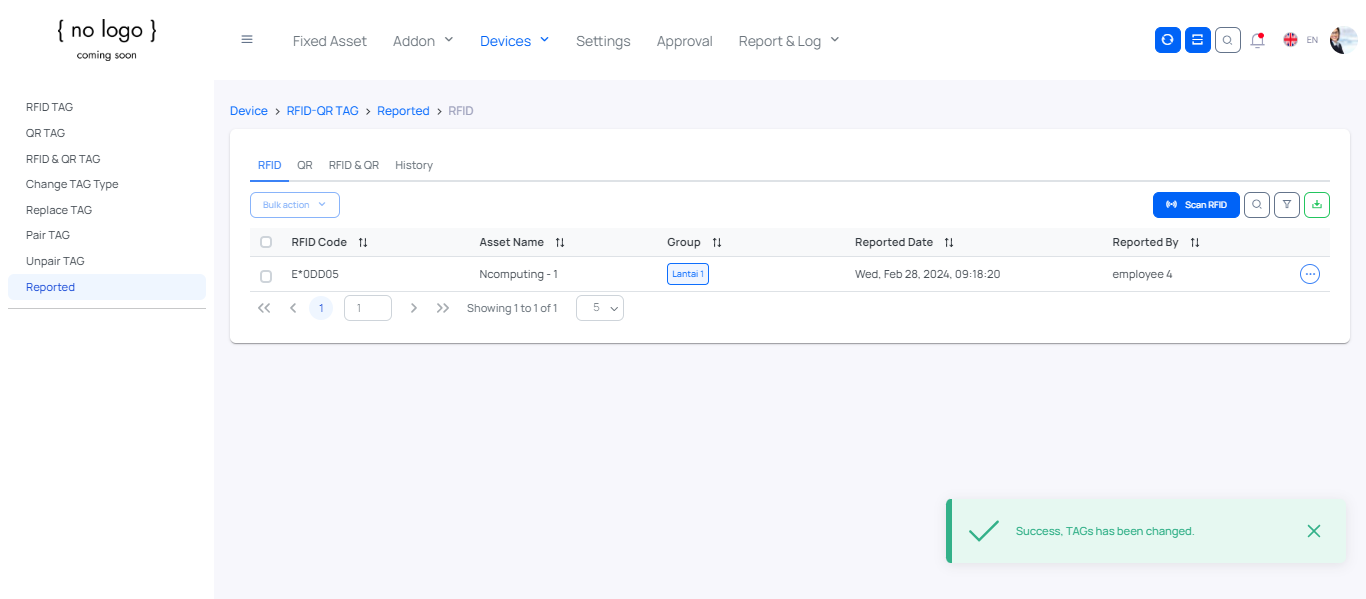 { no logo }
coming soon
Fixed Asset Addon Devices Settings Approval Report & Log EN
RFID TAG
QR TAG
RFID & QR TAG
Change TAG Type
Replace TAG
Pair TAG
Unpair TAG
Reported
Device > RFID-QR TAG > Reported > RFID
RFID QR RFID & QR History
Bulk action Scan RFID
RFID Code Asset Name Group Reported Date Reported By
E*0DD05 Ncomputing - 1 Lantai 1 Wed, Feb 28, 2024, 09:18:20 employee 4
1 1 Showing 1 to 1 of 1 5
Success, TAGs has been changed.